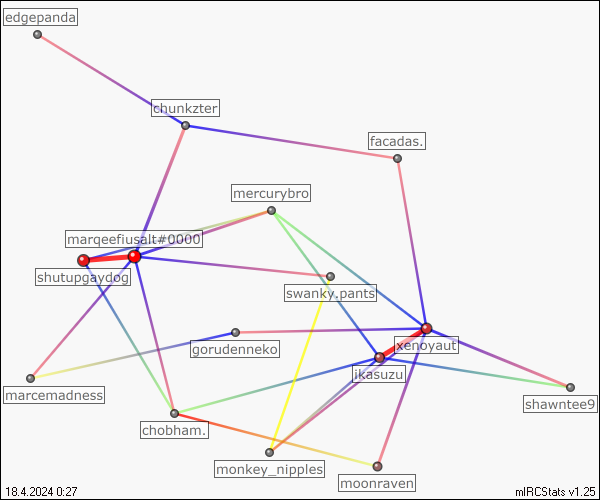 edgepanda
chunkzter
facadas.
mercurybro
marqeefiusalt#0000
shutupgaydog
swanky.pants
xenoyaut
gorudenneko
ikasuzu
marcemadness
shawntee9
chobham.
monkey_nipples
moonraven
18.4.2024 0:27
mIRCStats v1.25